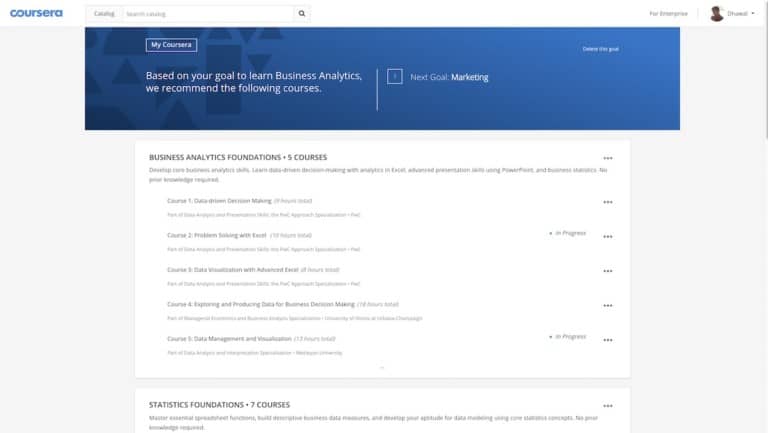 coursera
Catalog
Search catalog
For Enterprise
Dhawal
My Coursera
Delete this goal
Based on your goal to learn Business Analytics,
we recommend the following courses.
Next Goal: Marketing
BUSINESS ANALYTICS FOUNDATIONS • 5 COURSES
Develop core business analytics skills. Learn data-driven decision-making with analytics in Excel, advanced presentation skills using PowerPoint, and business statistics. No
prior knowledge required.
Course 1: Data-driven Decision Making (9 hours total)
Part of Data Analysis and Presentation Skills: the PwC Approach Specialization • PwC
Course 2: Problem Solving with Excel (10 hours total)
In Progress
Part of Data Analysis and Presentation Skills: the PwC Approach Specialization • PwC
Course 3: Data Visualization with Advanced Excel (8 hours total)
Part of Data Analysis and Presentation Skills: the PwC Approach Specialization • PwC
Course 4: Exploring and Producing Data for Business Decision Making (18 hours total)
Part of Managerial Economics and Business Analysis Specialization • University of Illinois at Urbana-Champaign
Course 5: Data Management and Visualization (13 hours total)
In Progress
Part of Data Analysis and Interpretation Specialization • Wesleyan University
STATISTICS FOUNDATIONS • 7 COURSES
Master essential spreadsheet functions, build descriptive business data measures, and develop your aptitude for data modeling using core statistics concepts. No prior
knowledge required.